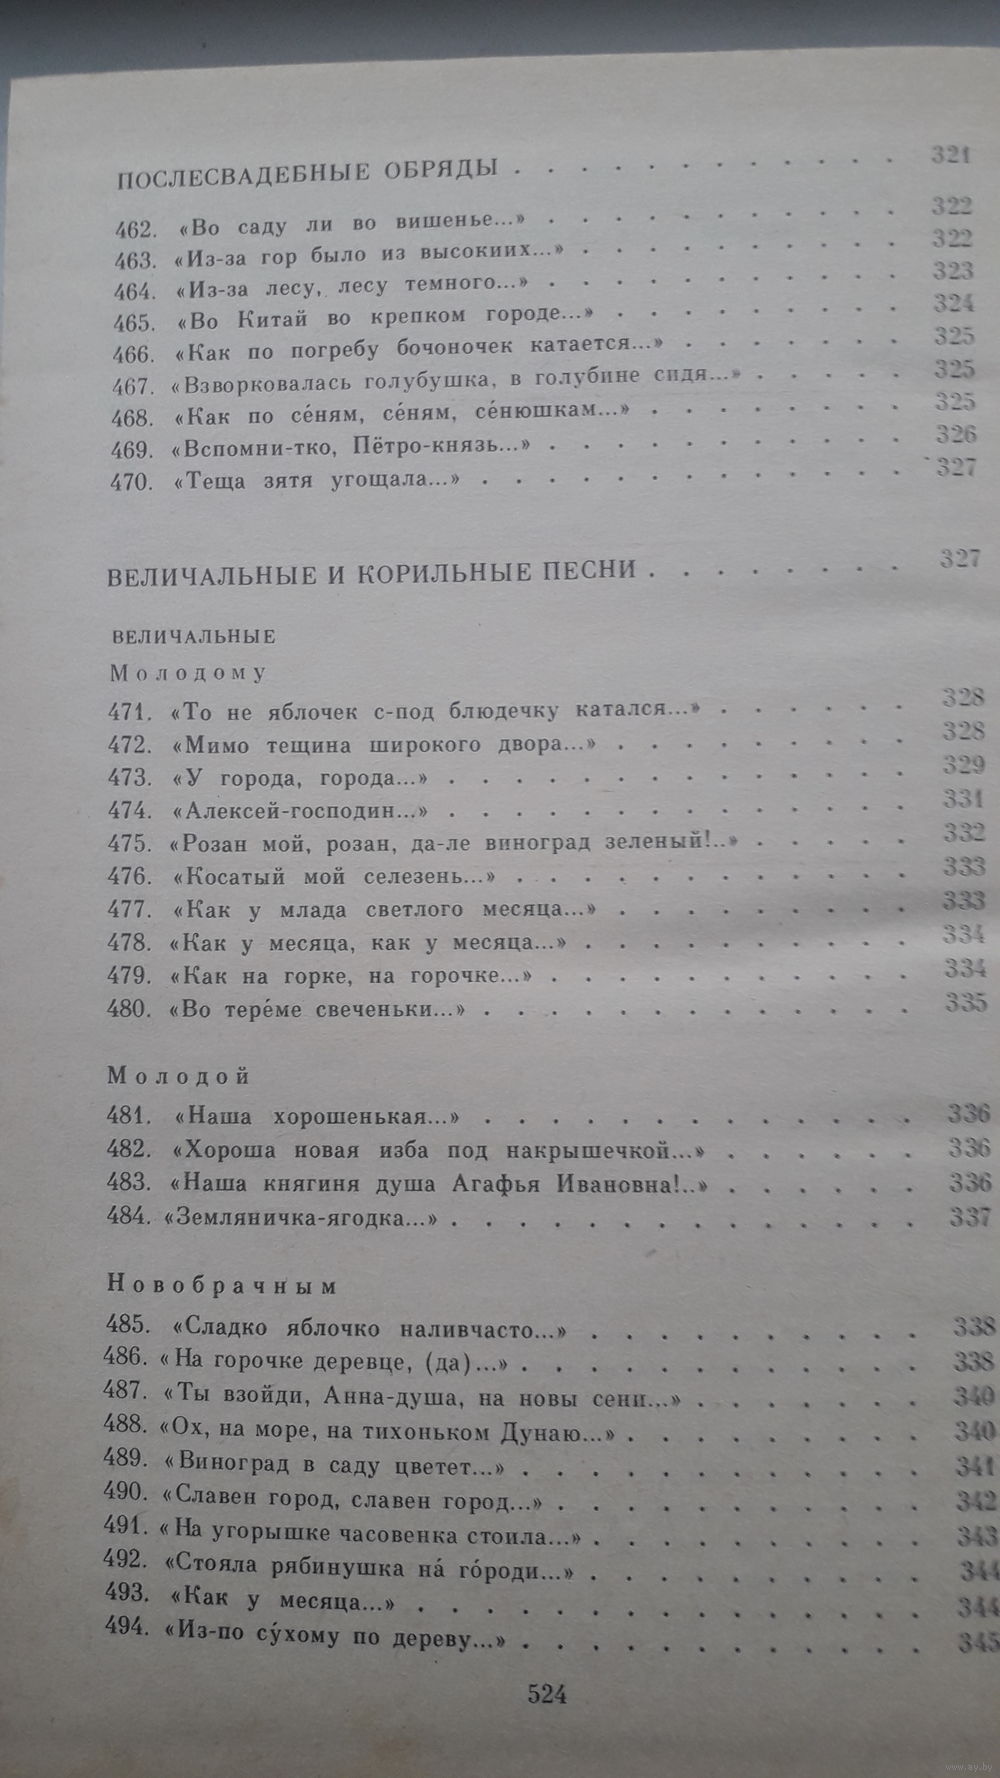 ПОСЛЕСВАДЕБНЫЕ ОБРЯДЫ . . . . . . . . . . . . 321
462. «Во саду ли во вишенье...» . . . . . . . . . . . 322
463. «Из-за гор было из высокиих...» . . . . . . . . . . 322
464. «Из-за лесу, лесу темного...» . . . . . . . . . . . 323
465. «Во Китай во крепком городе...» . . . . . . . . . 324
466. «Как по погребу бочоночек катается...» . . . . . . . 325
467. «Взворковалась голубушка, в голубине сидя...» . . . . . 325
468. «Как по се́ням, се́ням, се́нюшкам...» . . . . . . . . 325
469. «Вспомни-тко, Пётро-князь...» . . . . . . . . . . . 326
470. «Теща зятя угощала...» . . . . . . . . . . . . . 327
ВЕЛИЧАЛЬНЫЕ И КОРИЛЬНЫЕ ПЕСНИ . . . . . . . . 327
ВЕЛИЧАЛЬНЫЕ
Молодому
471. «То не яблочек с-под блюдечку катался...» . . . . . . 328
472. «Мимо тещина широкого двора...» . . . . . . . . . 328
473. «У города, города...» . . . . . . . . . . . . . . 329
474. «Алексей-господин...» . . . . . . . . . . . . . . 331
475. «Розан мой, розан, да-ле виноград зеленый!..» . . . . . 332
476. «Косатый мой селезень...» . . . . . . . . . . . . 333
477. «Как у млада светлого месяца...» . . . . . . . . . 333
478. «Как у месяца, как у месяца...» . . . . . . . . . . 334
479. «Как на горке, на горочке...» . . . . . . . . . . . 334
480. «Во тере́ме свеченьки...» . . . . . . . . . . . . . 335
Молодой
481. «Наша хорошенькая...» . . . . . . . . . . . . . 336
482. «Хороша новая изба под накрышечкой...» . . . . . . 336
483. «Наша княгиня душа Агафья Ивановна!..» . . . . . . 336
484. «Земляничка-ягодка...» . . . . . . . . . . . . . . 337
Новобрачным
485. «Сладко яблочко наливчасто...» . . . . . . . . . . 338
486. «На горочке деревце, (да)...» . . . . . . . . . . . . 338
487. «Ты взойди, Анна-душа, на новы сени...» . . . . . . . 340
488. «Ох, на море, на тихоньком Дунаю...» . . . . . . . . . 340
489. «Виноград в саду цветет...» . . . . . . . . . . . . 341
490. «Славен город, славен город...» . . . . . . . . . . . 342
491. «На угорышке часовенка стоила...» . . . . . . . . . . 343
492. «Стояла рябинушка на́ го́роди...» . . . . . . . . . . 344
493. «Как у месяца...» . . . . . . . . . . . . . . . 344
494. «Из-по су́хому по дереву...» . . . . . . . . . . . . 345
524
www.ay.by